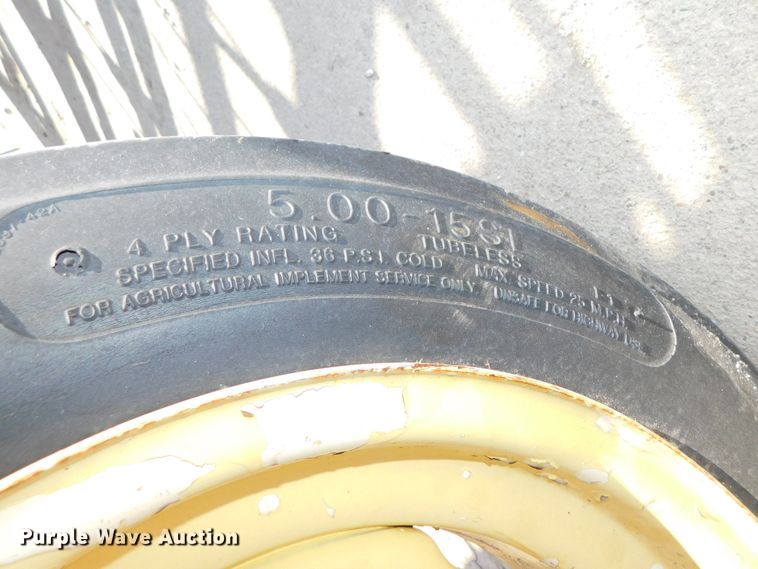 5.00-15SI
4 PLY RATING TUBELESS
SPECIFIED INFL. 36 P.S.I. COLD MAX. SPEED 25 M.P.H.
FOR AGRICULTURAL IMPLEMENT SERVICE ONLY UNSAFE FOR HIGHWAY USE
Purple Wave Auction